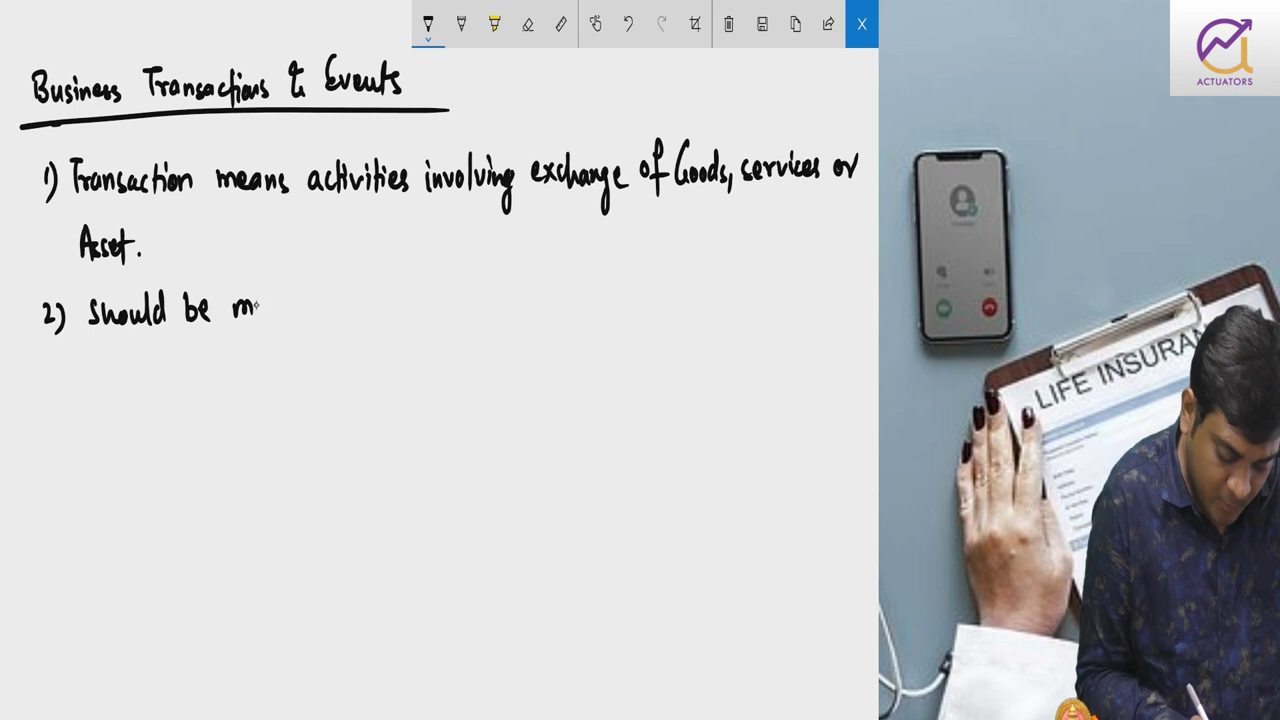 Business Transactions & Events
1) Transaction means activities involving exchange of Goods, services or
Asset.
2) Should be m
ACTUATORS
LIFE INSURAN